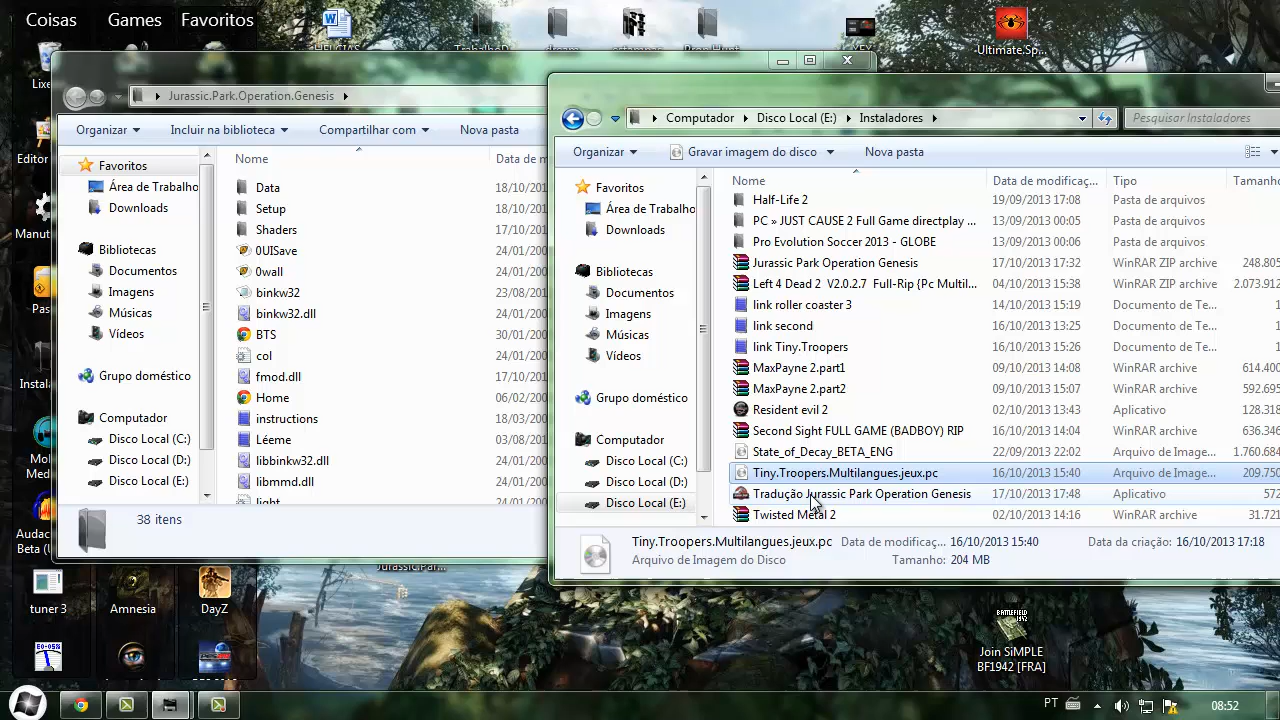 Coisas
Games
Favoritos
HELCIAS
-Ultimate.Sp...
Lixe
Editor
Manut
Pas
Instala
Audac
Beta (U
Jurassic.Park.Operation.Genesis
Organizar
Incluir na biblioteca
Compartilhar com
Nova pasta
Favoritos
Área de Trabalho
Downloads
Bibliotecas
Documentos
Imagens
Músicas
Vídeos
Grupo doméstico
Computador
Disco Local (C:)
Disco Local (D:)
Disco Local (E:)
Nome
Data de m
Data
18/10/201
Setup
18/10/201
Shaders
17/10/201
0UISave
24/01/200
0wall
24/01/200
binkw32
23/08/201
binkw32.dll
24/01/200
BTS
30/01/200
col
24/01/200
fmod.dll
17/10/201
Home
06/02/200
instructions
18/03/200
Léeme
03/08/201
libbinkw32.dll
24/01/200
libmmd.dll
24/01/200
light
38 itens
Computador
Disco Local (E:)
Instaladores
Pesquisar Instaladores
Organizar
Gravar imagem do disco
Nova pasta
Favoritos
Área de Trabalho
Downloads
Bibliotecas
Documentos
Imagens
Músicas
Vídeos
Grupo doméstico
Computador
Disco Local (C:)
Disco Local (D:)
Disco Local (E:)
Nome
Data de modificaç...
Tipo
Tamanho
Half-Life 2
19/09/2013 17:08
Pasta de arquivos
PC » JUST CAUSE 2 Full Game directplay ...
13/09/2013 00:05
Pasta de arquivos
Pro Evolution Soccer 2013 - GLOBE
13/09/2013 00:06
Pasta de arquivos
Jurassic Park Operation Genesis
17/10/2013 17:32
WinRAR ZIP archive
248.805
Left 4 Dead 2 V2.0.2.7 Full-Rip {Pc Multil...
04/10/2013 15:38
WinRAR ZIP archive
2.073.912
link roller coaster 3
14/10/2013 15:19
Documento de Te...
1
link second
16/10/2013 13:25
Documento de Te...
1
link Tiny.Troopers
16/10/2013 15:26
Documento de Te...
1
MaxPayne 2.part1
09/10/2013 14:08
WinRAR archive
614.400
MaxPayne 2.part2
09/10/2013 15:07
WinRAR archive
592.695
Resident evil 2
02/10/2013 13:43
Aplicativo
128.318
Second Sight FULL GAME (BADBOY) RIP
16/10/2013 14:04
WinRAR archive
636.346
State_of_Decay_BETA_ENG
22/09/2013 22:02
Arquivo de Image...
1.760.684
Tiny.Troopers.Multilangues.jeux.pc
16/10/2013 15:40
Arquivo de Image...
209.750
Tradução Jurassic Park Operation Genesis
17/10/2013 17:48
Aplicativo
572
Twisted Metal 2
02/10/2013 14:16
WinRAR archive
31.721
Tiny.Troopers.Multilangues.jeux.pc
Data de modificaç... 16/10/2013 15:40
Data da criação: 16/10/2013 17:18
Arquivo de Imagem do Disco
Tamanho: 204 MB
Jurassic.Par...
tuner 3
Amnesia
DayZ
BATTLEFIELD
1942
Join SiMPLE
BF1942 [FRA]
PT
08:52